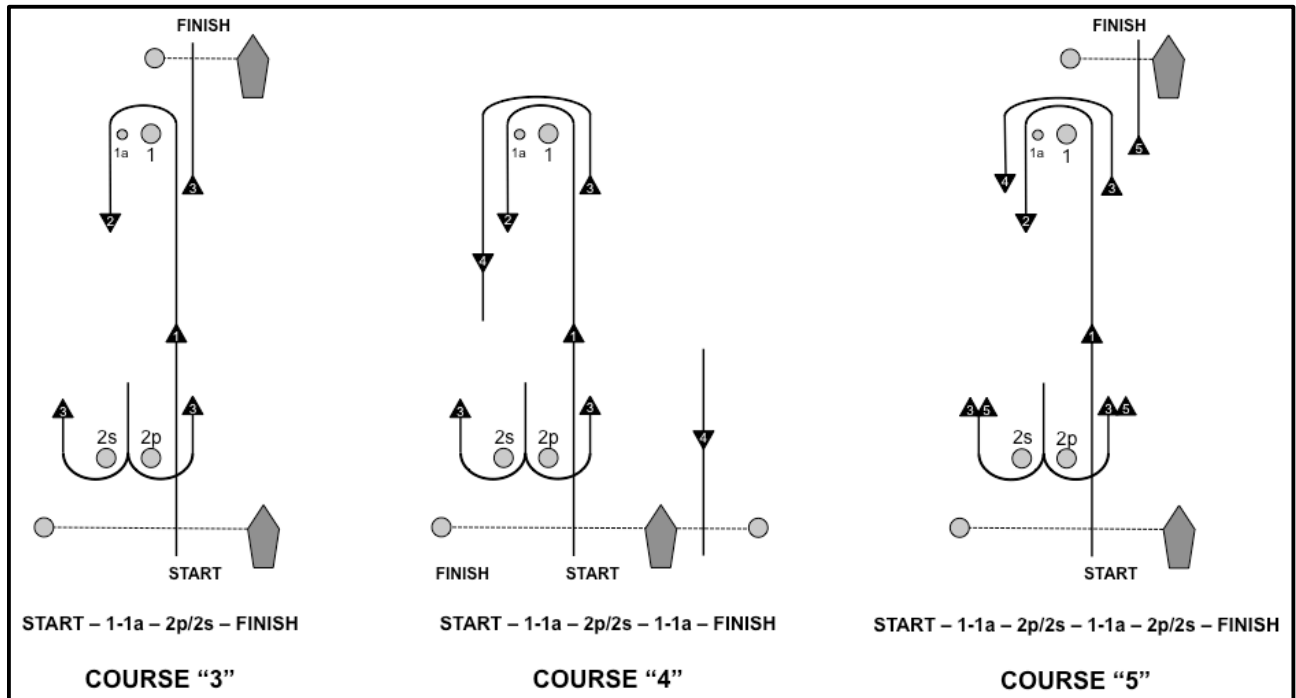 FINISH
1a 1
3
2
1
3 3
2s 2p
START
START – 1-1a – 2p/2s – FINISH
COURSE “3”
1a 1
3
2
4
1
3 3
2s 2p
4
FINISH START
START – 1-1a – 2p/2s – 1-1a – FINISH
COURSE “4”
FINISH
5
1a 1
4 3
2
1
3 5 3 5
2s 2p
START
START – 1-1a – 2p/2s – 1-1a – 2p/2s – FINISH
COURSE “5”